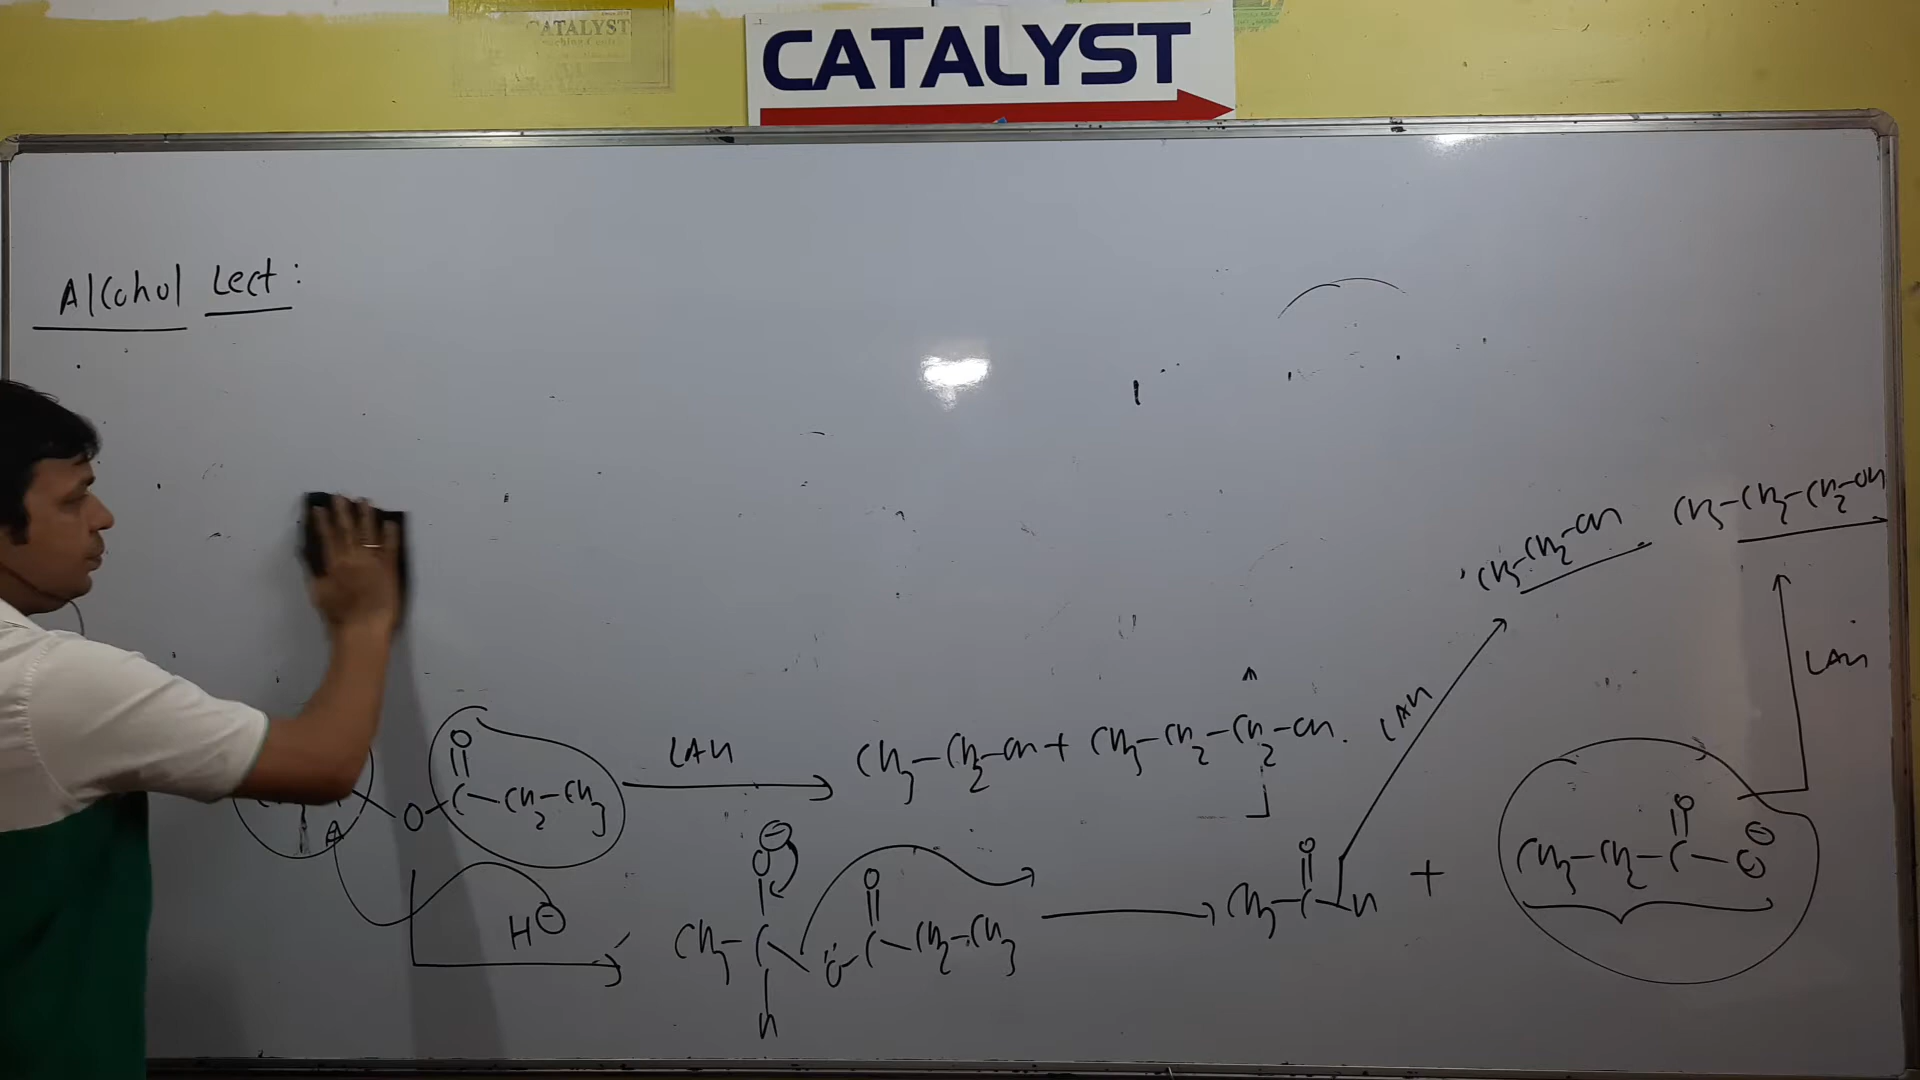 CATALYST
CATALYST
Alcohol Lect:
CH3-CH2-OH
CH3-CH2-CH2-OH
LAH
LAH
O
O-C-CH2-CH3
LAH
CH3-CH2-OH + CH3-CH2-CH2-OH.
H⊖
⊖
O O
CH3-C O-C-CH2-CH3
H
O
CH3-C-H
+
O ⊖
CH3-CH2-C-O